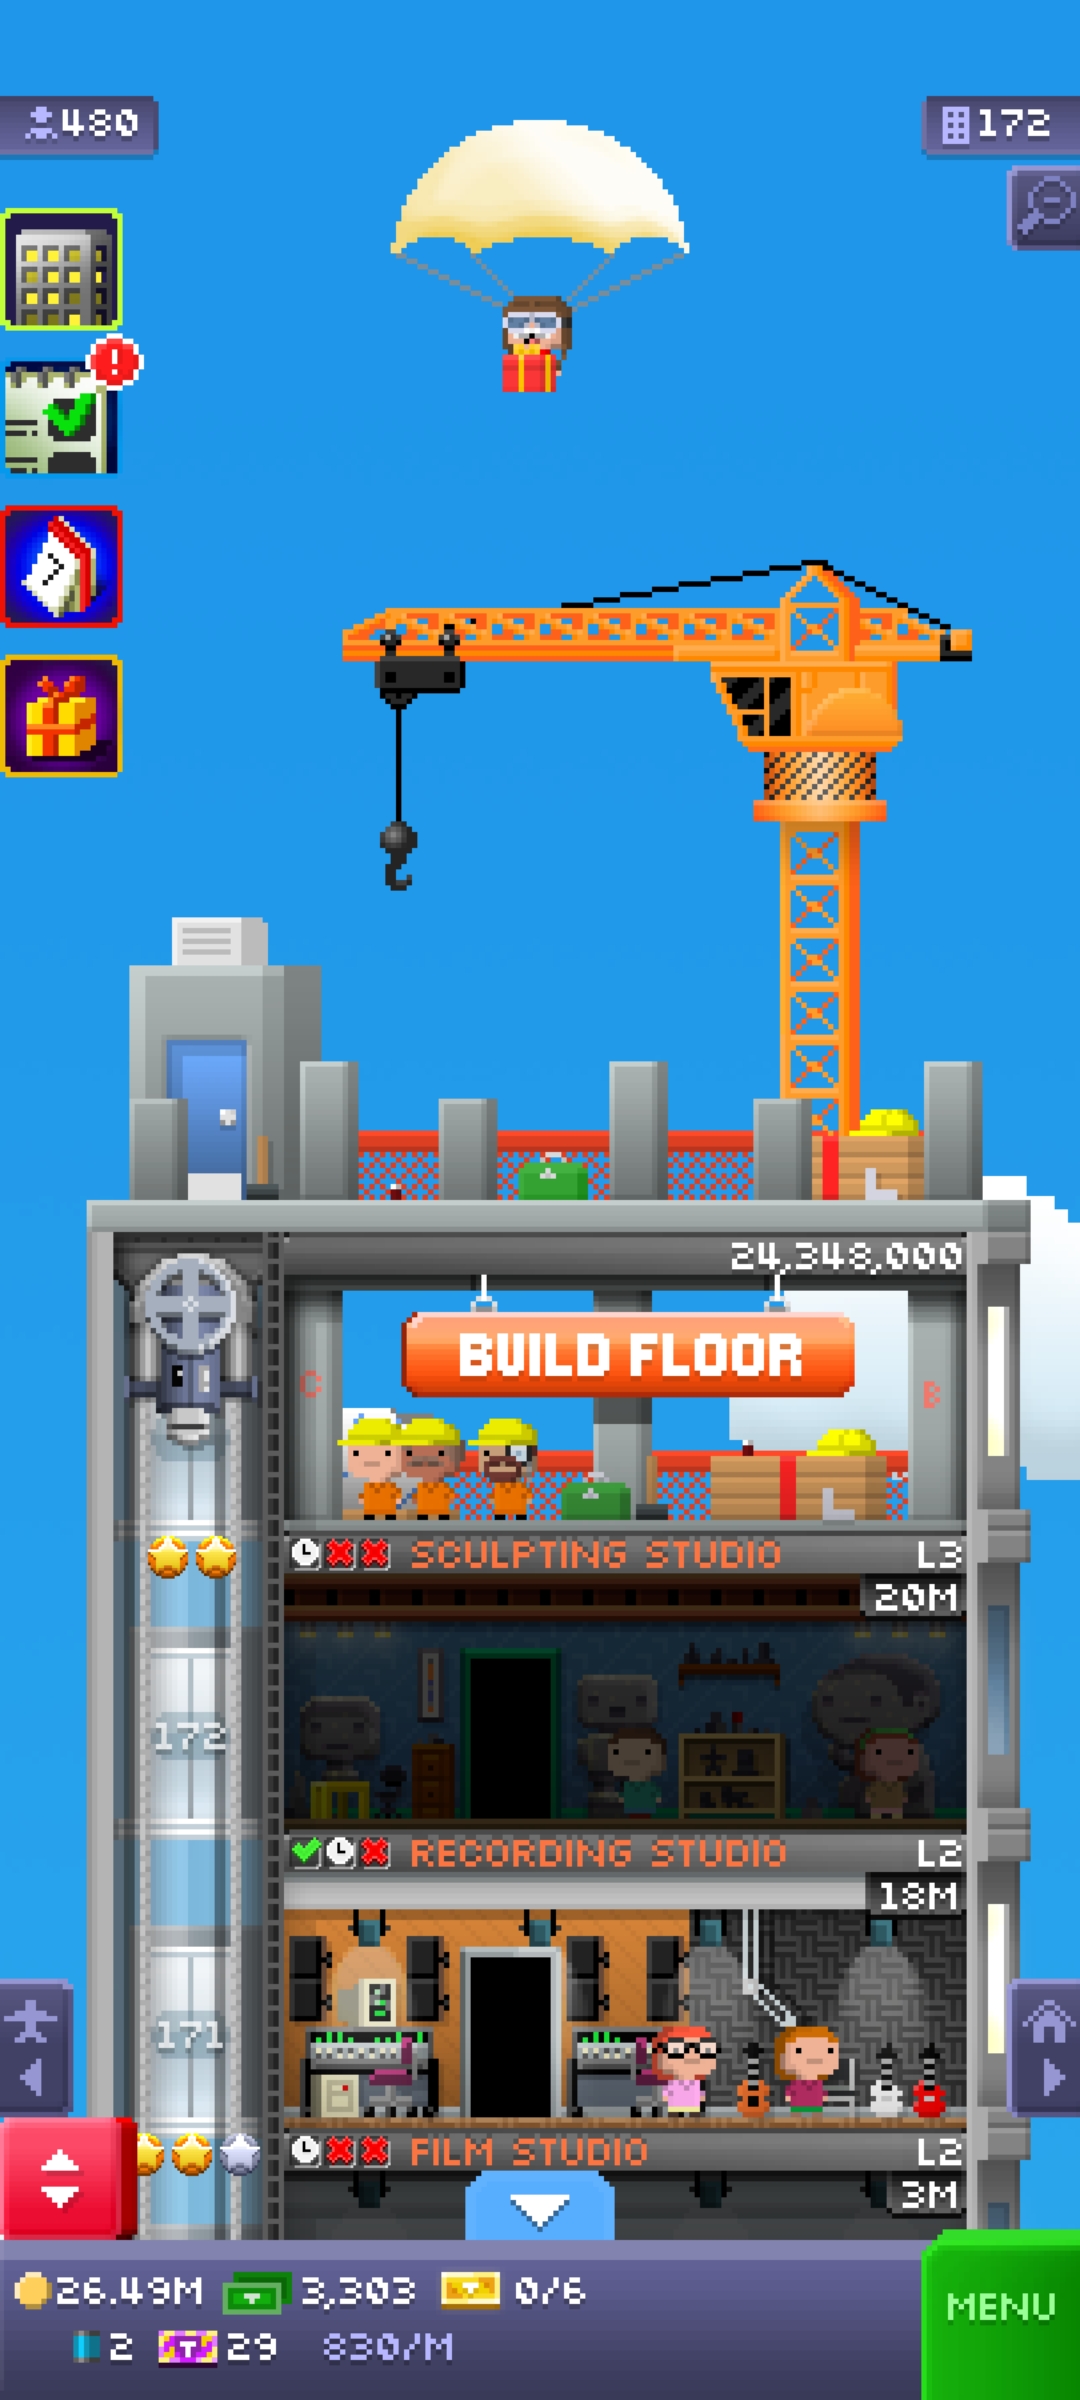 480
172
7
24,348,000
BUILD FLOOR
C
B
SCULPTING STUDIO L3
20M
172
RECORDING STUDIO L2
18M
171
FILM STUDIO L2
3M
26.49M 3,303 0/6
2 T 29 830/M
MENU